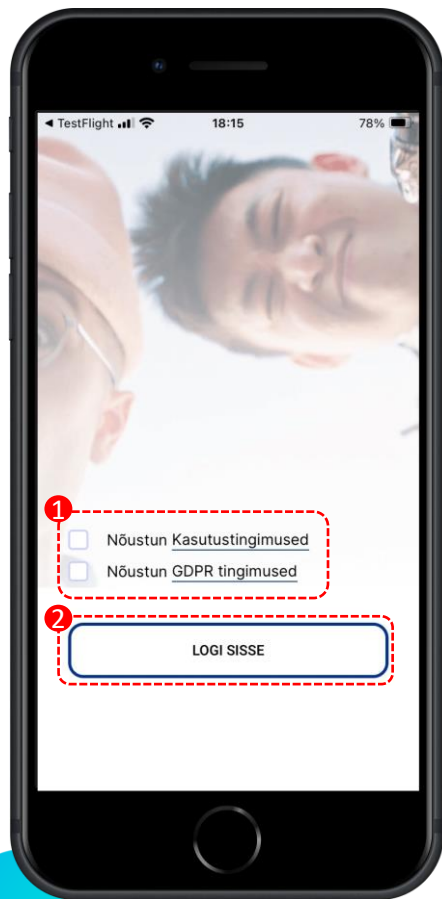 ◀ TestFlight 18:15 78%
1
Nõustun Kasutustingimused
Nõustun GDPR tingimused
2
LOGI SISSE